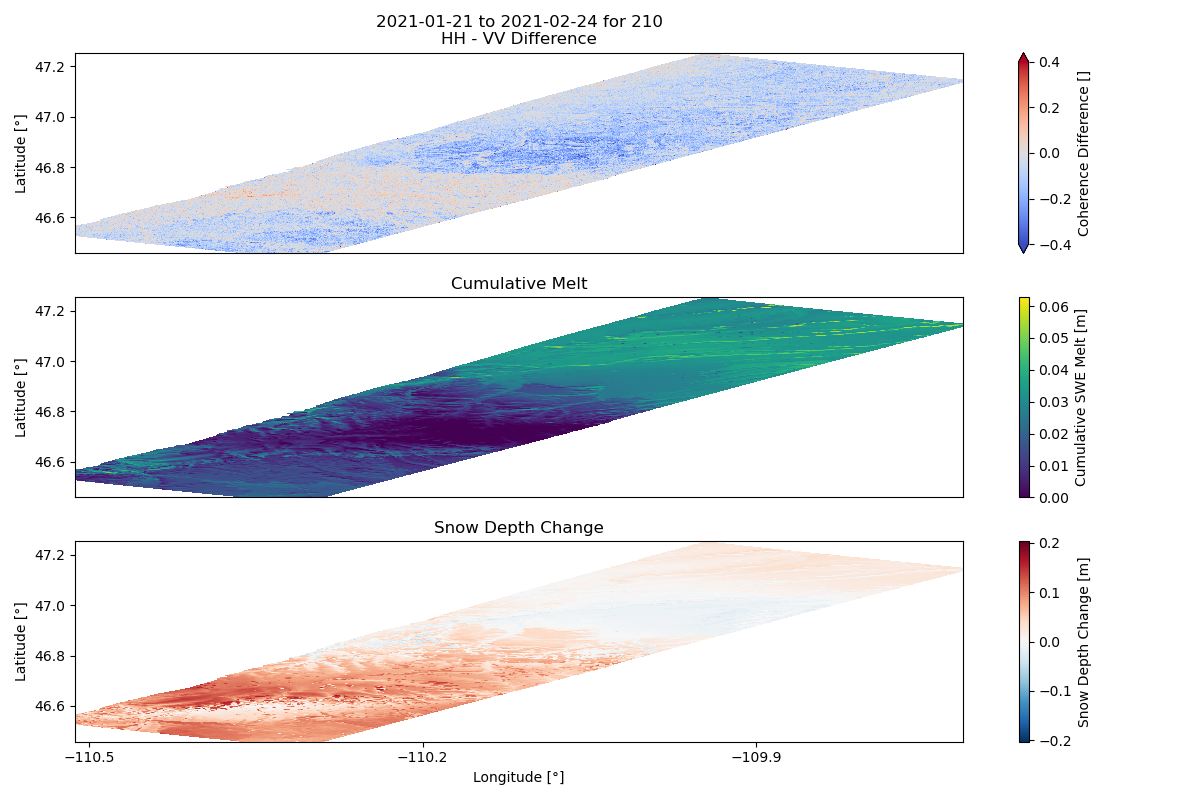 2021-01-21 to 2021-02-24 for 210
HH - VV Difference
47.2
47.0
46.8
46.6
Latitude [°]
0.4
0.2
0.0
−0.2
−0.4
Coherence Difference []
Cumulative Melt
47.2
47.0
46.8
46.6
Latitude [°]
0.06
0.05
0.04
0.03
0.02
0.01
0.00
Cumulative SWE Melt [m]
Snow Depth Change
47.2
47.0
46.8
46.6
Latitude [°]
0.2
0.1
0.0
−0.1
−0.2
Snow Depth Change [m]
−110.5
−110.2
−109.9
Longitude [°]